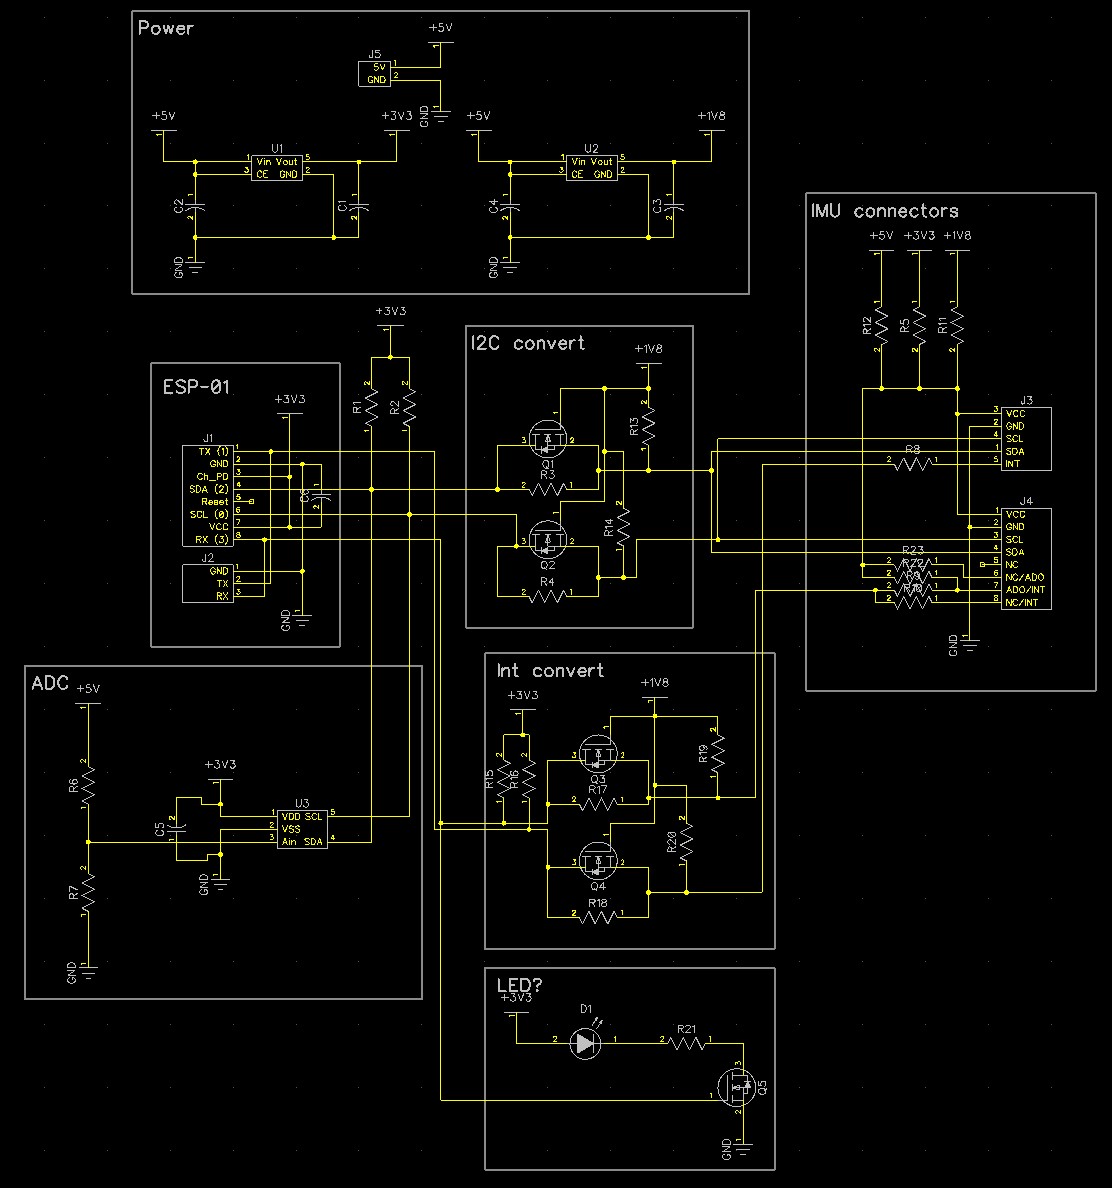 Power
+5V
J5
5V 1
GND 2
1
GND
+5V
+3V3
+5V
+1V8
U1
1 Vin Vout 5
3 CE GND 2
C2
C1
U2
1 Vin Vout 5
3 CE GND 2
C4
C3
GND
GND
IMU connectors
+5V +3V3 +1V8
R12
R5
R11
J3
3 VCC
2 GND
4 SCL
1 SDA
5 INT
R8
2 1
J4
1 VCC
2 GND
3 SCL
4 SDA
5 NC
6 NC/ADO
7 ADO/INT
8 NC/INT
R23
R22
R9
GND
+3V3
R1
R2
ESP-01
+3V3
J1
TX (1) 1
GND 2
Ch_PD 3
SDA (2) 4
Reset 5
SCL (0) 6
VCC 7
RX (3) 8
J2
GND 1
TX 2
RX 3
GND
I2C convert
+1V8
R13
Q1
R3
R14
Q2
R4
ADC
+5V
R6
R7
+3V3
C5
U3
1 VDD SCL 5
2 VSS
3 Ain SDA 4
GND
GND
Int convert
+3V3
+1V8
R15
R16
Q3
R17
R19
R20
Q4
R18
LED?
+3V3
D1
2 1
R21
2 1
Q5
GND